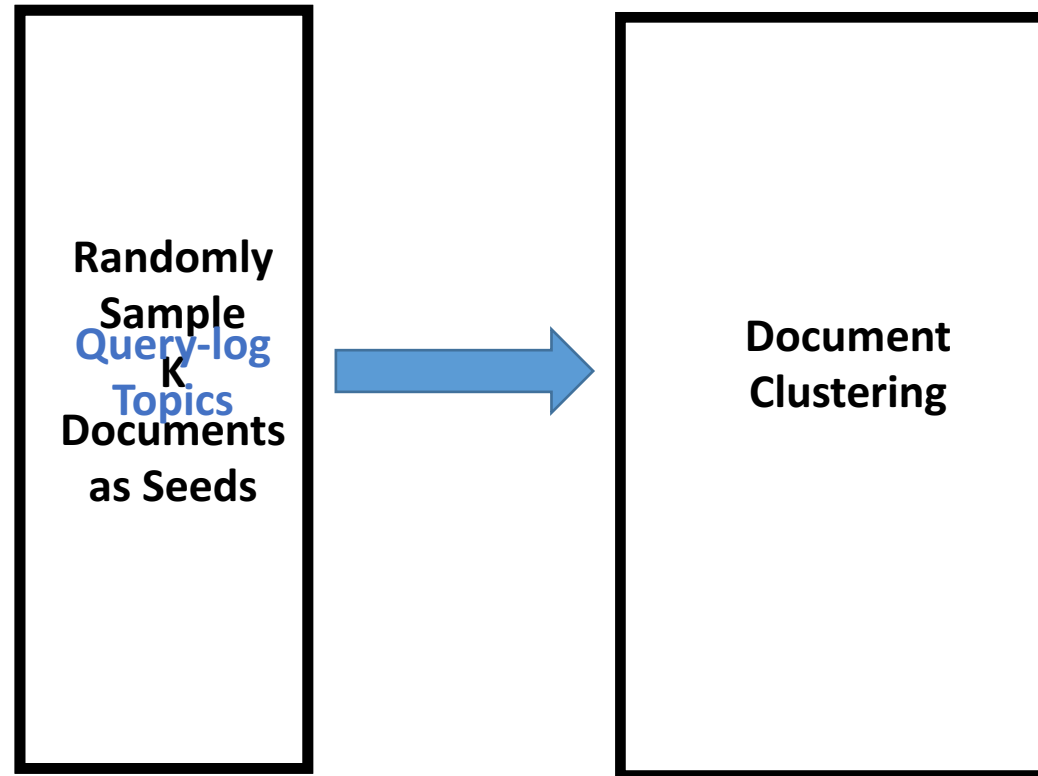 Randomly
Sample
Query-log
K
Topics
Documents
as Seeds
Document
Clustering